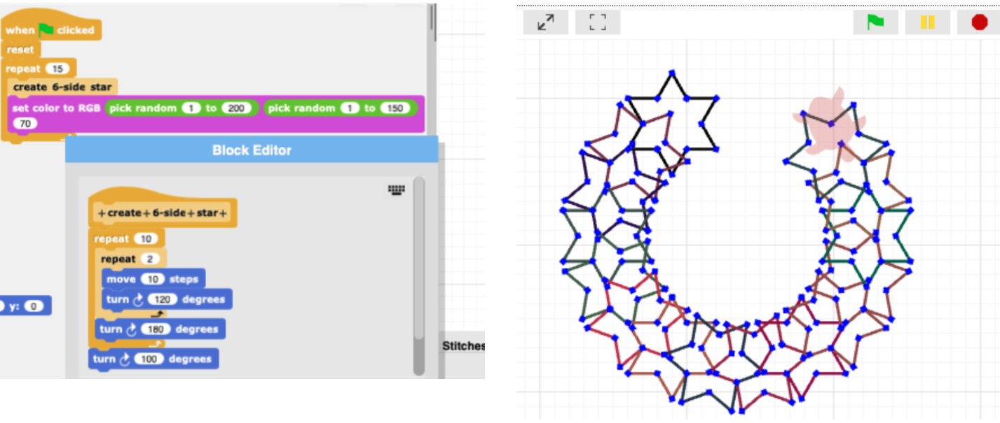 when clicked
reset
repeat 15
create 6-side star
set color to RGB pick random 1 to 200 pick random 1 to 150
70
Block Editor
+create+6-side+star+
repeat 10
repeat 2
move 10 steps
turn 120 degrees
y: 0
turn 180 degrees
Stitches
turn 100 degrees